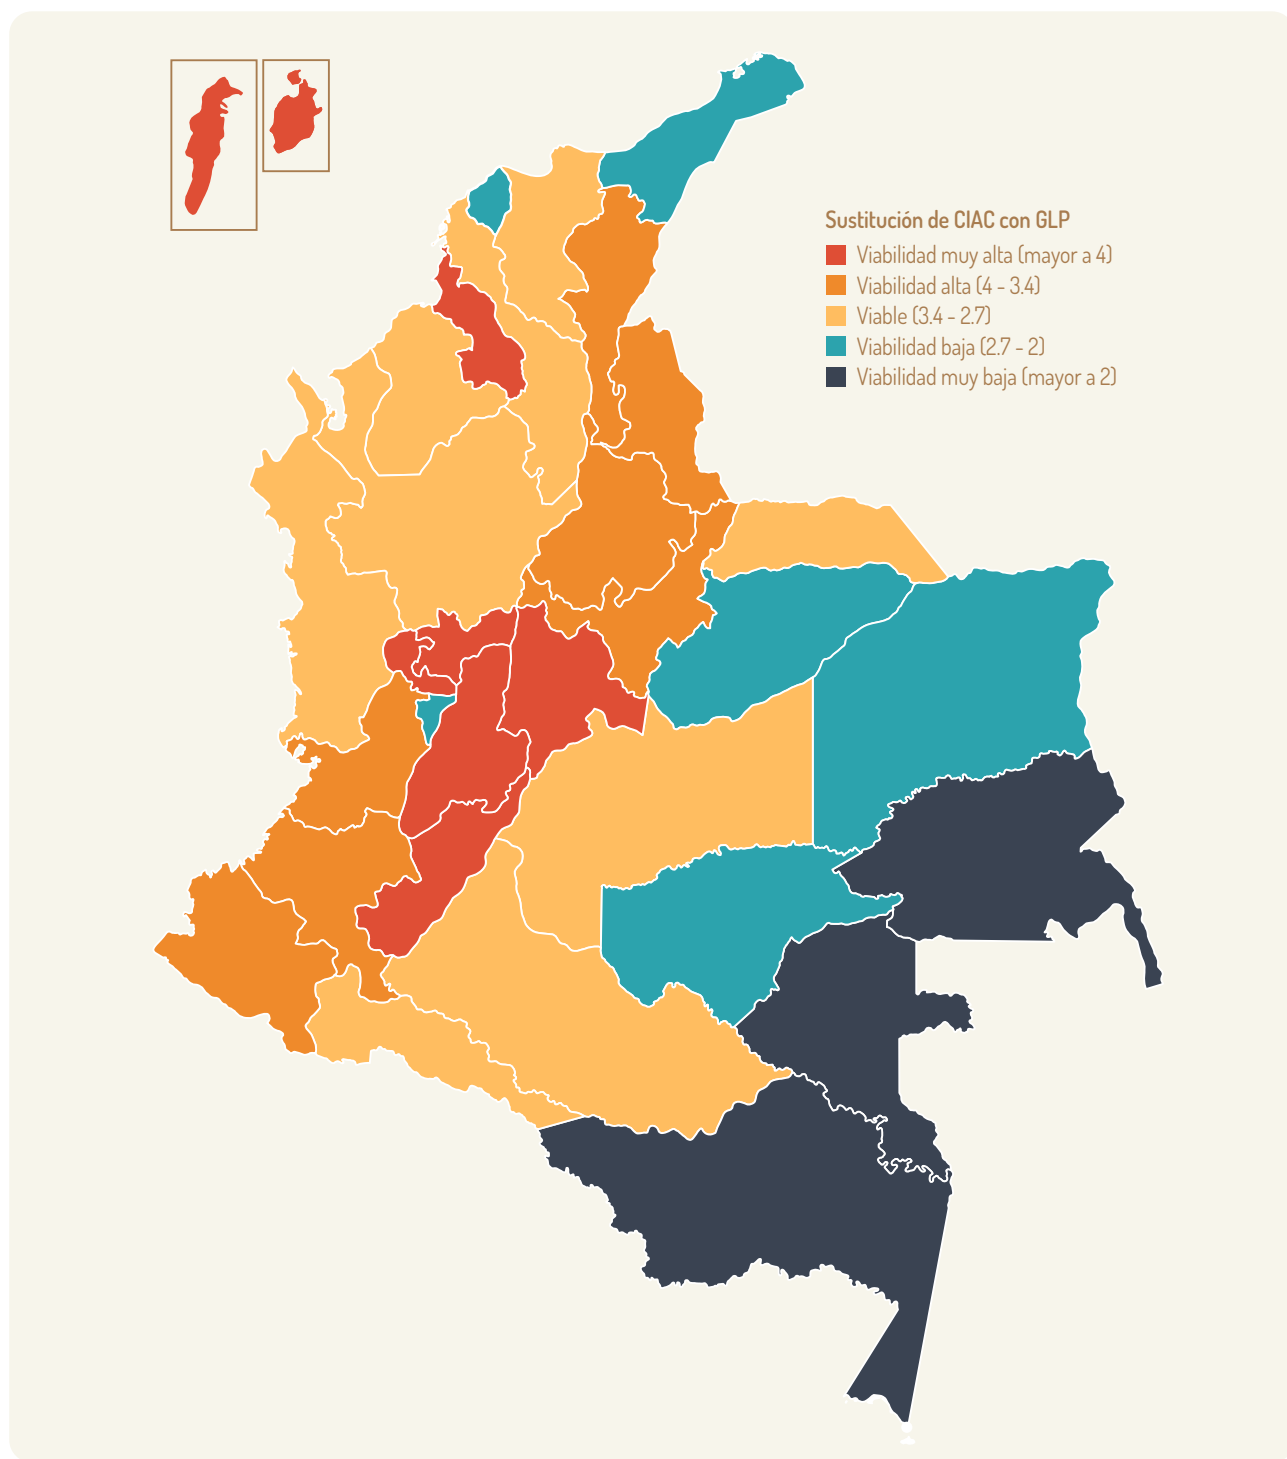 Sustitución de CIAC con GLP
Viabilidad muy alta (mayor a 4)
Viabilidad alta (4 - 3.4)
Viable (3.4 - 2.7)
Viabilidad baja (2.7 - 2)
Viabilidad muy baja (mayor a 2)